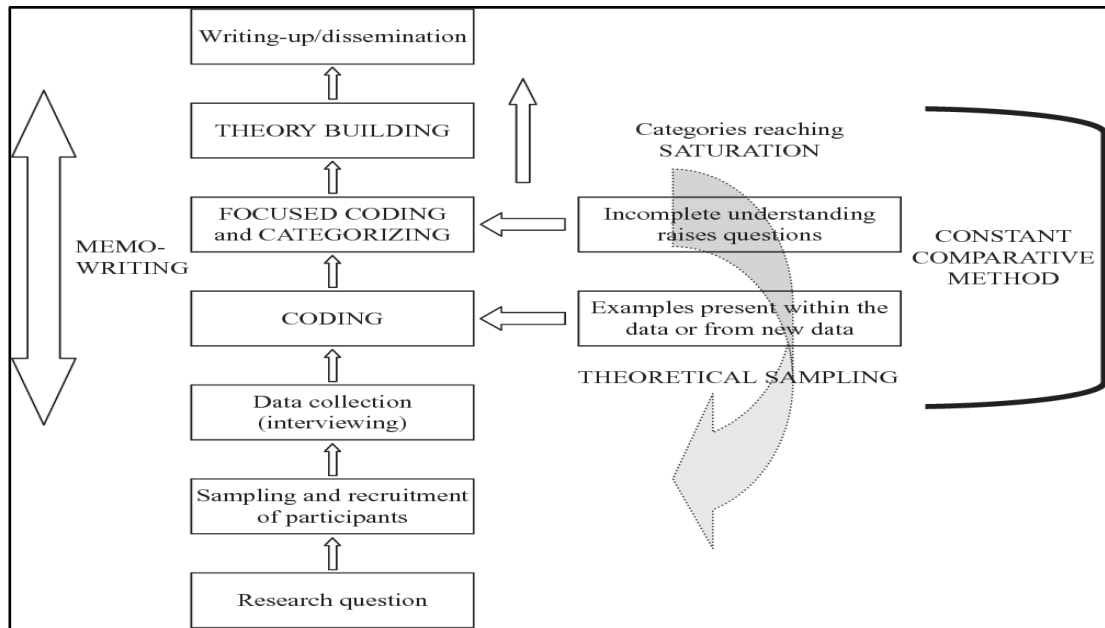 Writing-up/dissemination
THEORY BUILDING
Categories reaching
SATURATION
FOCUSED CODING
and CATEGORIZING
Incomplete understanding
raises questions
MEMO-
WRITING
CONSTANT
COMPARATIVE
METHOD
CODING
Examples present within the
data or from new data
THEORETICAL SAMPLING
Data collection
(interviewing)
Sampling and recruitment
of participants
Research question